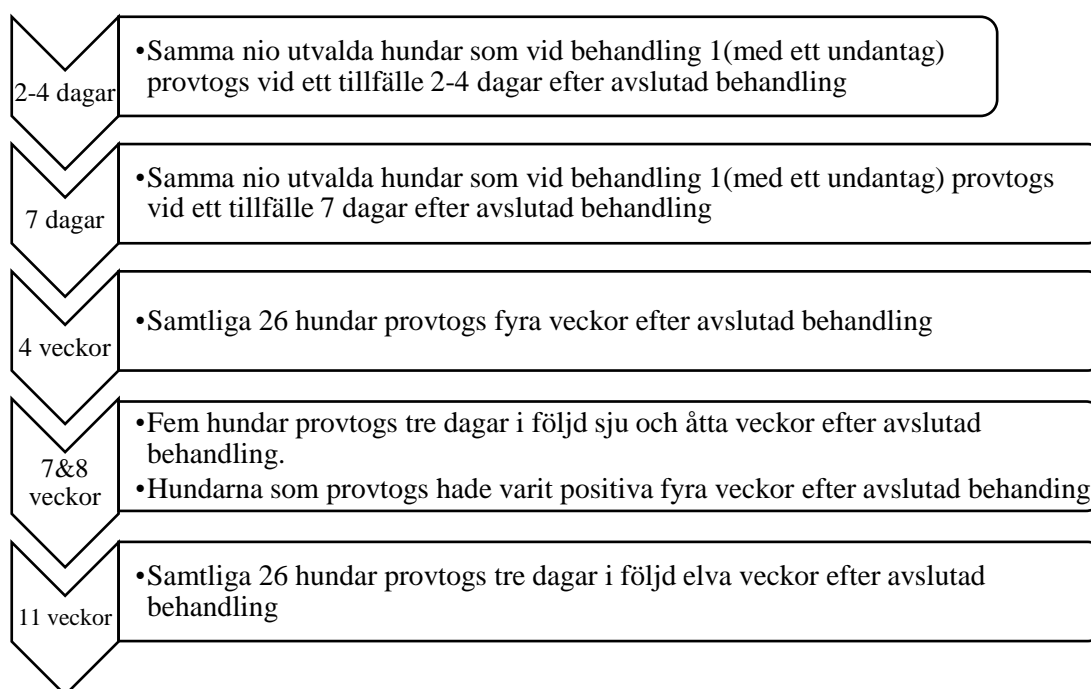 2-4 dagar
•Samma nio utvalda hundar som vid behandling 1(med ett undantag)
provtogs vid ett tillfälle 2-4 dagar efter avslutad behandling
7 dagar
•Samma nio utvalda hundar som vid behandling 1(med ett undantag) provtogs
vid ett tillfälle 7 dagar efter avslutad behandling
4 veckor
•Samtliga 26 hundar provtogs fyra veckor efter avslutad behandling
7&8
veckor
•Fem hundar provtogs tre dagar i följd sju och åtta veckor efter avslutad
behandling.
•Hundarna som provtogs hade varit positiva fyra veckor efter avslutad behanding
11 veckor
•Samtliga 26 hundar provtogs tre dagar i följd elva veckor efter avslutad
behandling